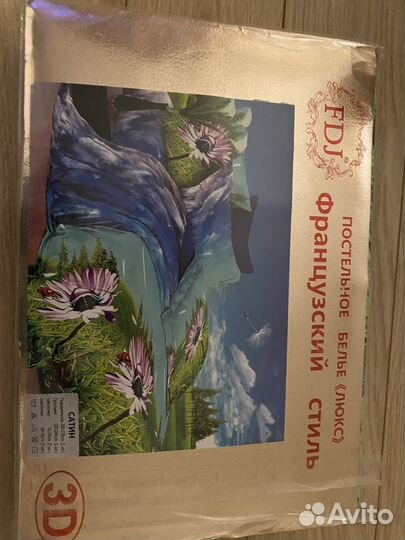 FDJ®
ПОСТЕЛЬНОЕ БЕЛЬЕ «ЛЮКС»
Французский стиль
САТИН
3D
Avito